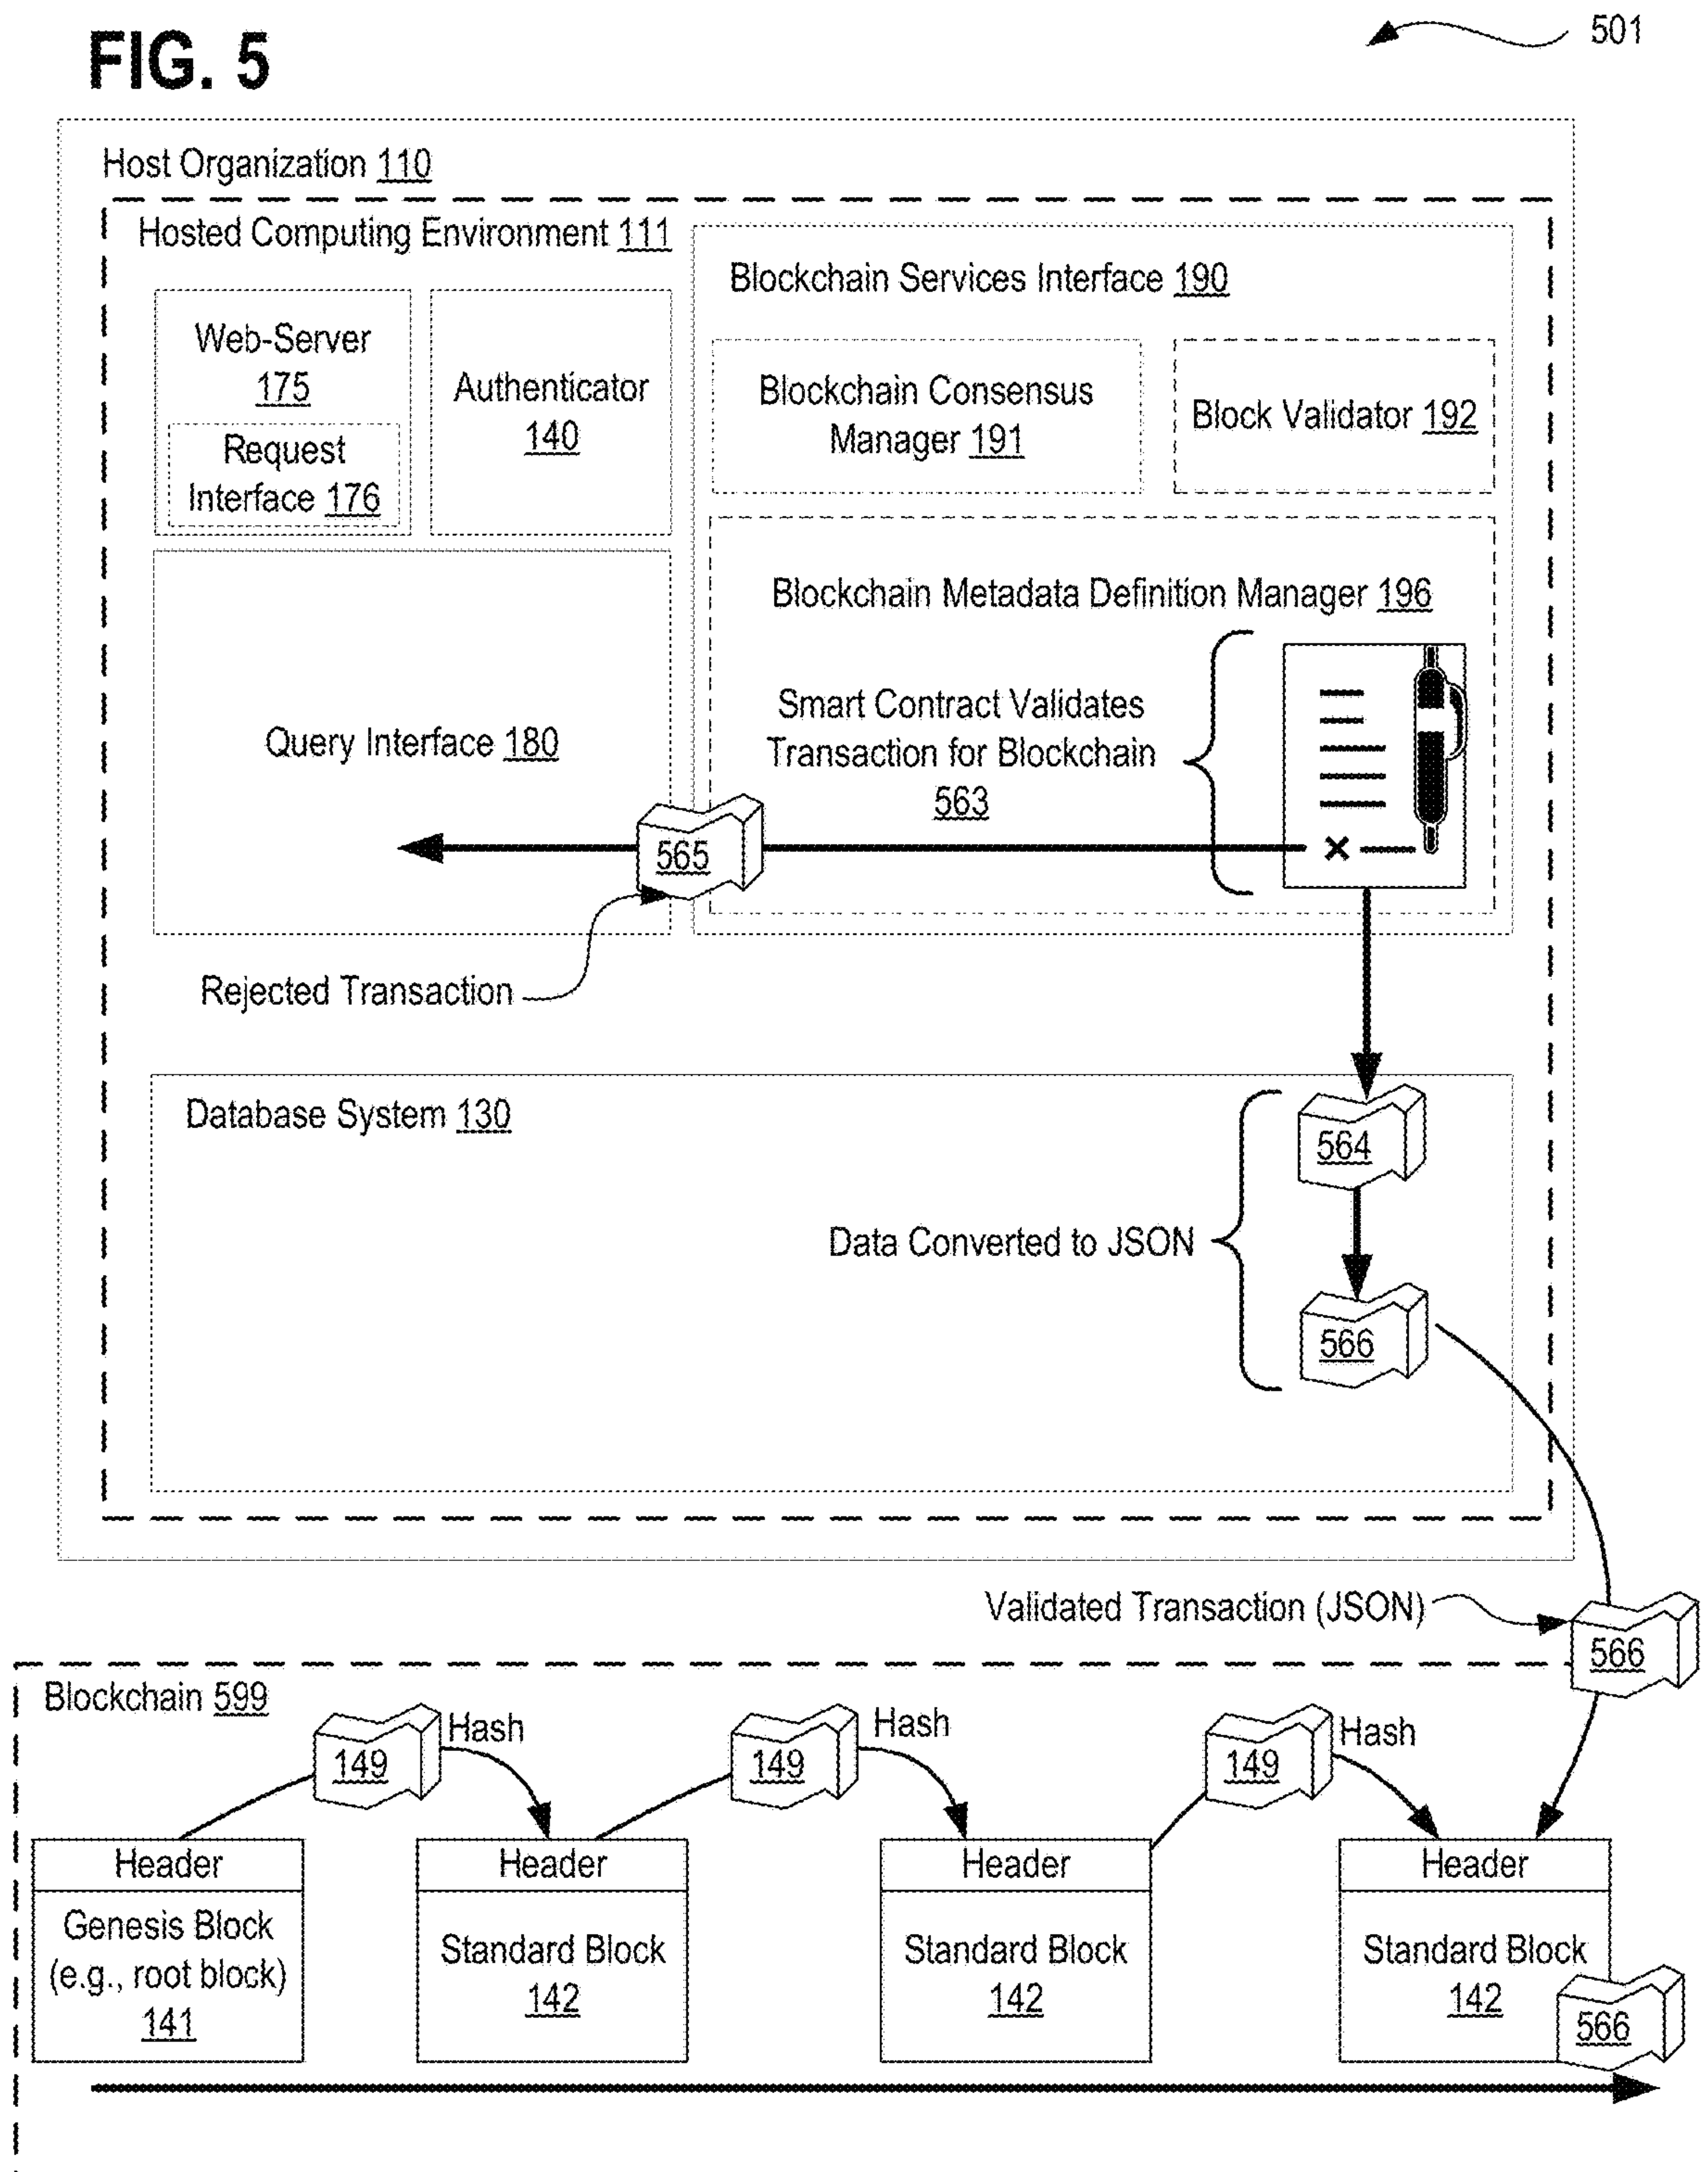 FIG. 5
501
Host Organization 110
Hosted Computing Environment 111
Web-Server
175
Request
Interface 176
Authenticator
140
Blockchain Services Interface 190
Blockchain Consensus
Manager 191
Block Validator 192
Blockchain Metadata Definition Manager 196
Smart Contract Validates
Transaction for Blockchain
563
Query Interface 180
565
Rejected Transaction
Database System 130
564
Data Converted to JSON
566
Validated Transaction (JSON)
566
Blockchain 599
149
Hash
149
Hash
149
Hash
Header
Genesis Block
(e.g., root block)
141
Header
Standard Block
142
Header
Standard Block
142
Header
Standard Block
142
566